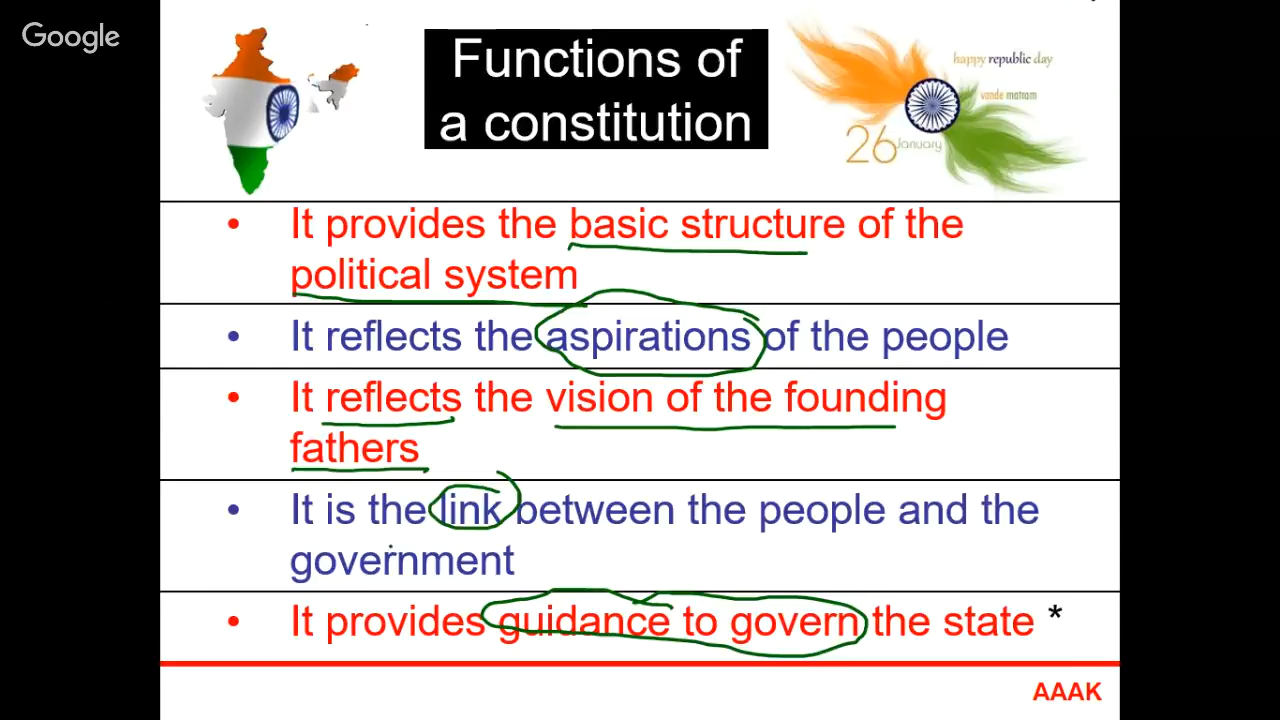 Google
Functions of
a constitution
happy republic day
vande matram
26 January
• It provides the basic structure of the
political system
• It reflects the aspirations of the people
• It reflects the vision of the founding
fathers
• It is the link between the people and the
government
• It provides guidance to govern the state *
AAAK